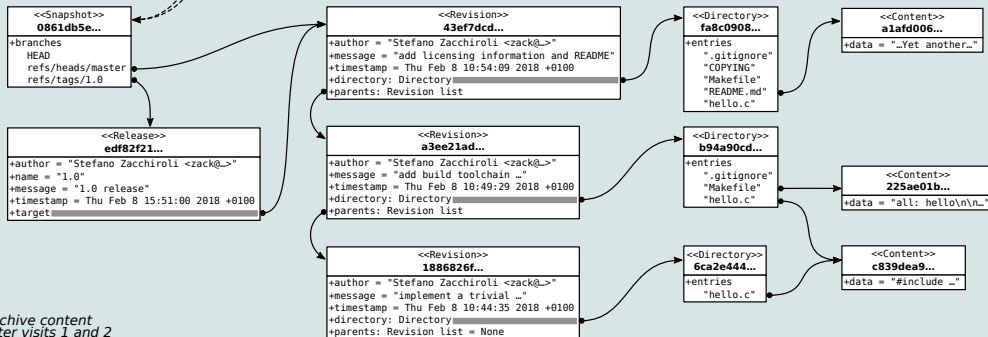 <<Snapshot>>
0861db5e...
+branches
HEAD
refs/heads/master
refs/tags/1.0
<<Release>>
edf82f21...
+author = "Stefano Zacchiroli <zack@…>"
+name = "1.0"
+message = "1.0 release"
+timestamp = Thu Feb 8 15:51:00 2018 +0100
+target
<<Revision>>
43ef7dcd...
+author = "Stefano Zacchiroli <zack@…>"
+message = "add licensing information and README"
+timestamp = Thu Feb 8 10:54:09 2018 +0100
+directory: Directory
+parents: Revision list
<<Revision>>
a3ee21ad...
+author = "Stefano Zacchiroli <zack@…>"
+message = "add build toolchain …"
+timestamp = Thu Feb 8 10:49:29 2018 +0100
+directory: Directory
+parents: Revision list
<<Revision>>
1886826f...
+author = "Stefano Zacchiroli <zack@…>"
+message = "implement a trivial …"
+timestamp = Thu Feb 8 10:44:35 2018 +0100
+directory: Directory
+parents: Revision list = None
<<Directory>>
fa8c0908...
+entries
".gitignore"
"COPYING"
"Makefile"
"README.md"
"hello.c"
<<Directory>>
b94a90cd...
+entries
".gitignore"
"Makefile"
"hello.c"
<<Directory>>
6ca2e444...
+entries
"hello.c"
<<Content>>
a1afd006...
+data = "…Yet another…"
<<Content>>
225ae01b...
+data = "all: hello\n\n…"
<<Content>>
c839dea9...
+data = "#include …"
chive content
ter visits 1 and 2